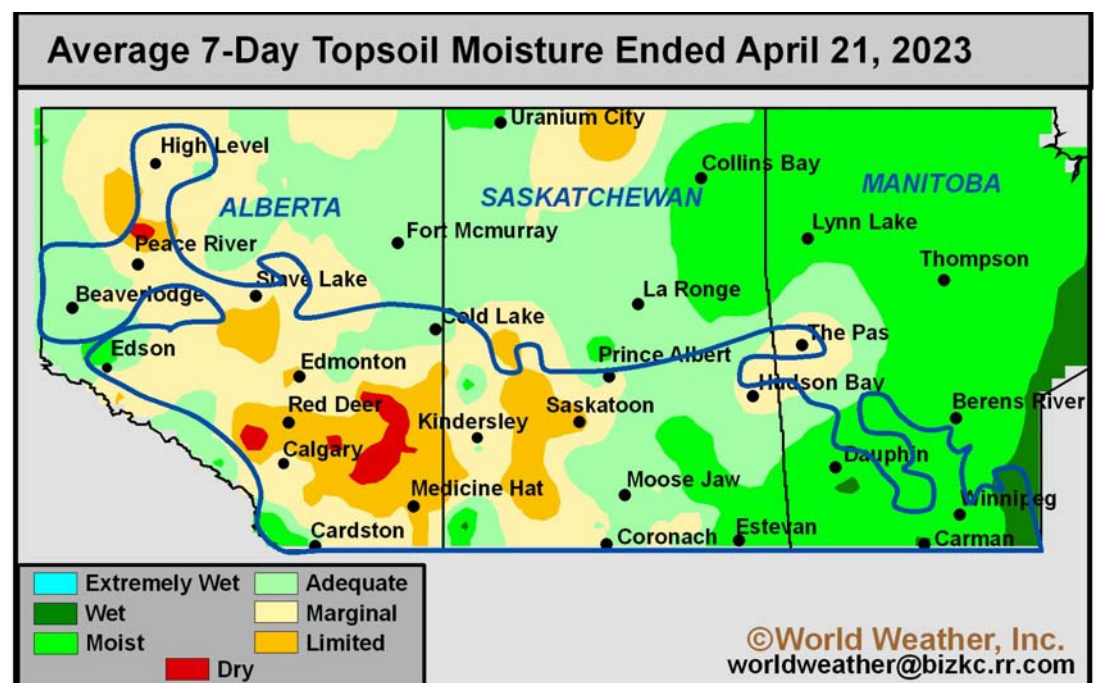 Average 7-Day Topsoil Moisture Ended April 21, 2023
Uranium City
High Level
Collins Bay
ALBERTA
SASKATCHEWAN
MANITOBA
Fort Mcmurray
Lynn Lake
Peace River
Thompson
Slave Lake
Beaverlodge
La Ronge
Cold Lake
The Pas
Edson
Prince Albert
Edmonton
Hudson Bay
Red Deer
Kindersley
Saskatoon
Berens River
Calgary
Dauphin
Medicine Hat
Moose Jaw
Winnipeg
Cardston
Coronach
Estevan
Carman
Extremely Wet
Adequate
Wet
Marginal
Moist
Limited
Dry
©World Weather, Inc.
worldweather@bizkc.rr.com